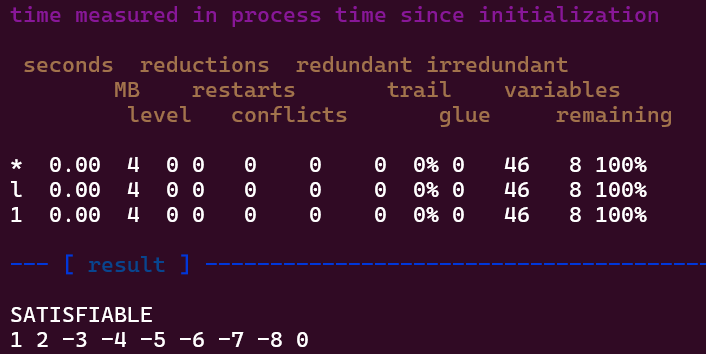 time measured in process time since initialization
seconds reductions redundant irredundant
MB restarts trail variables
level conflicts glue remaining
* 0.00 4 0 0 0 0 0 0% 0 46 8 100%
l 0.00 4 0 0 0 0 0 0% 0 46 8 100%
1 0.00 4 0 0 0 0 0 0% 0 46 8 100%
--- [ result ] ---------------------------------------
SATISFIABLE
1 2 -3 -4 -5 -6 -7 -8 0